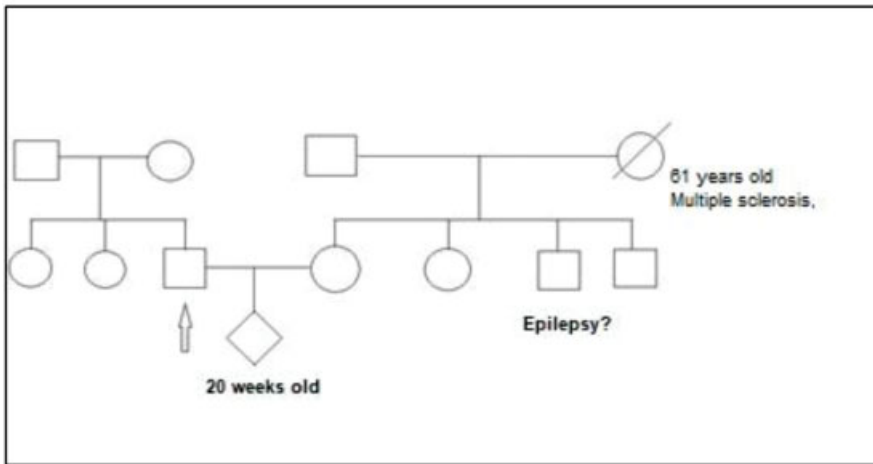 61 years old
Multiple sclerosis,
Epilepsy?
20 weeks old